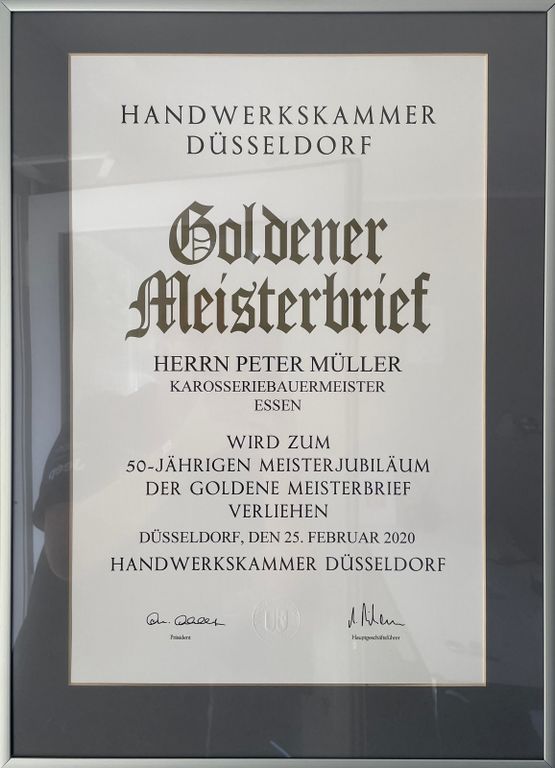 HANDWERKSKAMMER
DÜSSELDORF
Goldener
Meisterbrief
HERRN PETER MÜLLER
KAROSSERIEBAUERMEISTER
ESSEN
WIRD ZUM
50-JÄHRIGEN MEISTERJUBILÄUM
DER GOLDENE MEISTERBRIEF
VERLIEHEN
DÜSSELDORF, DEN 25. FEBRUAR 2020
HANDWERKSKAMMER DÜSSELDORF
Präsident
Hauptgeschäftsführer